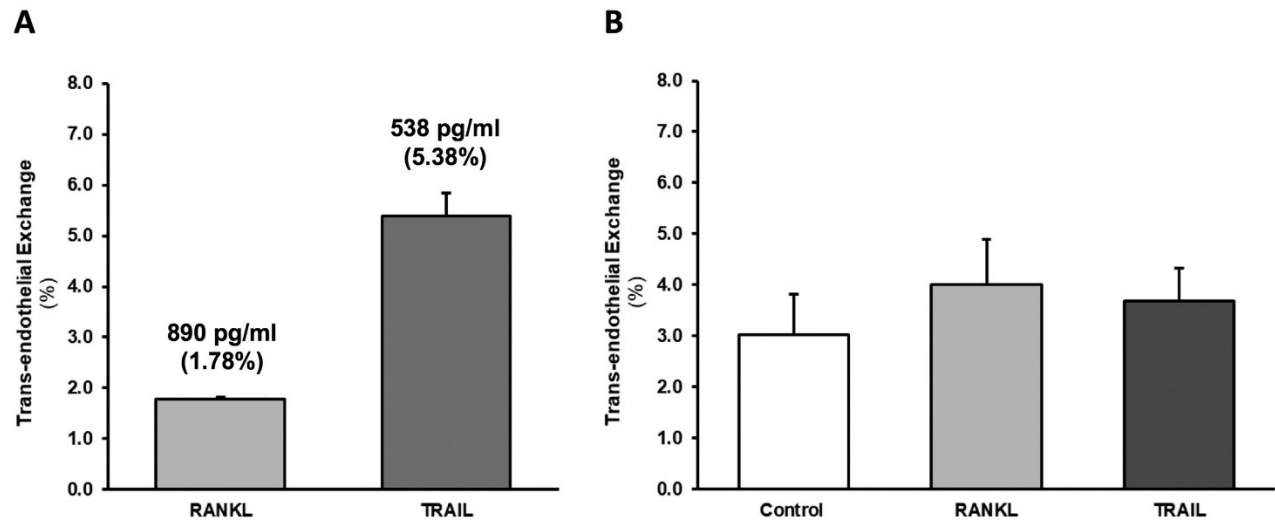 A
Trans-endothelial Exchange
(%)
8.0
7.0
6.0
5.0
4.0
3.0
2.0
1.0
0.0
890 pg/ml
(1.78%)
538 pg/ml
(5.38%)
RANKL
TRAIL
B
Trans-endothelial Exchange
(%)
8.0
7.0
6.0
5.0
4.0
3.0
2.0
1.0
0.0
Control
RANKL
TRAIL